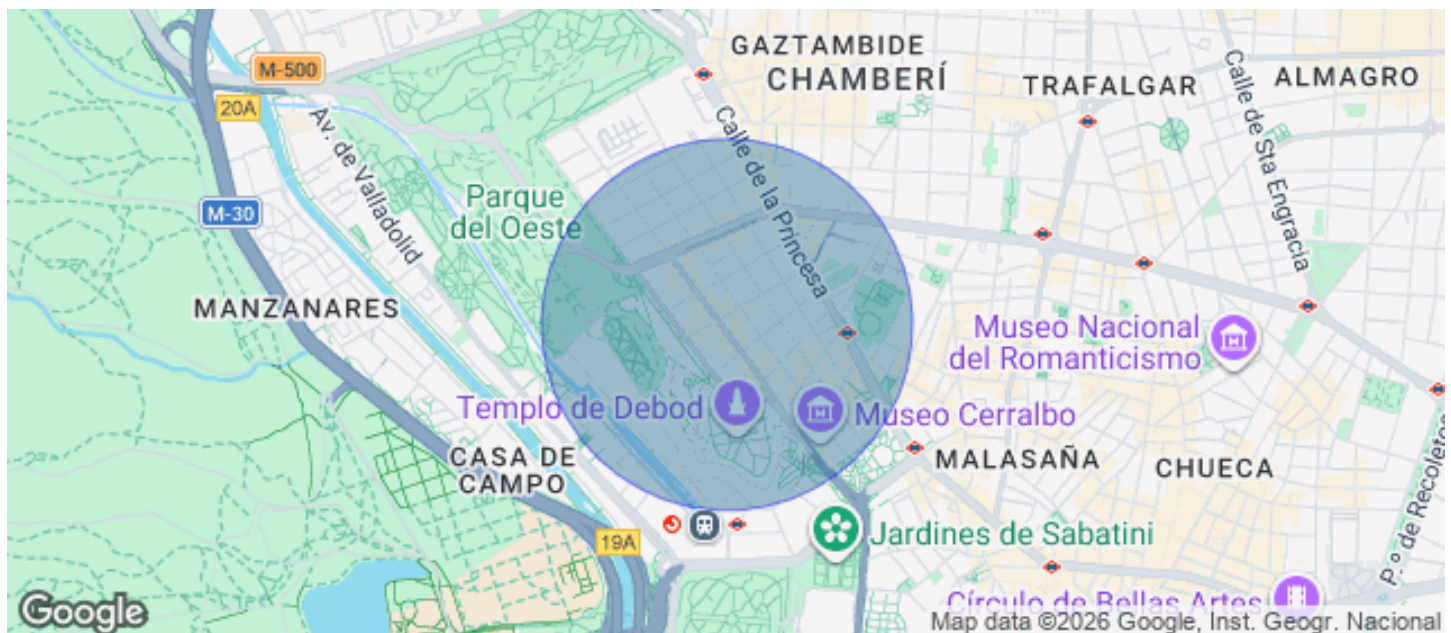 GAZTAMBIDE
CHAMBERÍ
TRAFALGAR
ALMAGRO
M-500
20A
Av. de Valladolid
Calle de la Princesa
Calle de Sta Engracia
Parque
del Oeste
M-30
MANZANARES
Museo Nacional
del Romanticismo
Templo de Debod
Museo Cerralbo
CASA DE
CAMPO
MALASAÑA
CHUECA
P.º de Recoletos
19A
Jardines de Sabatini
Círculo de Bellas Artes
Google
Map data ©2026 Google, Inst. Geogr. Nacional